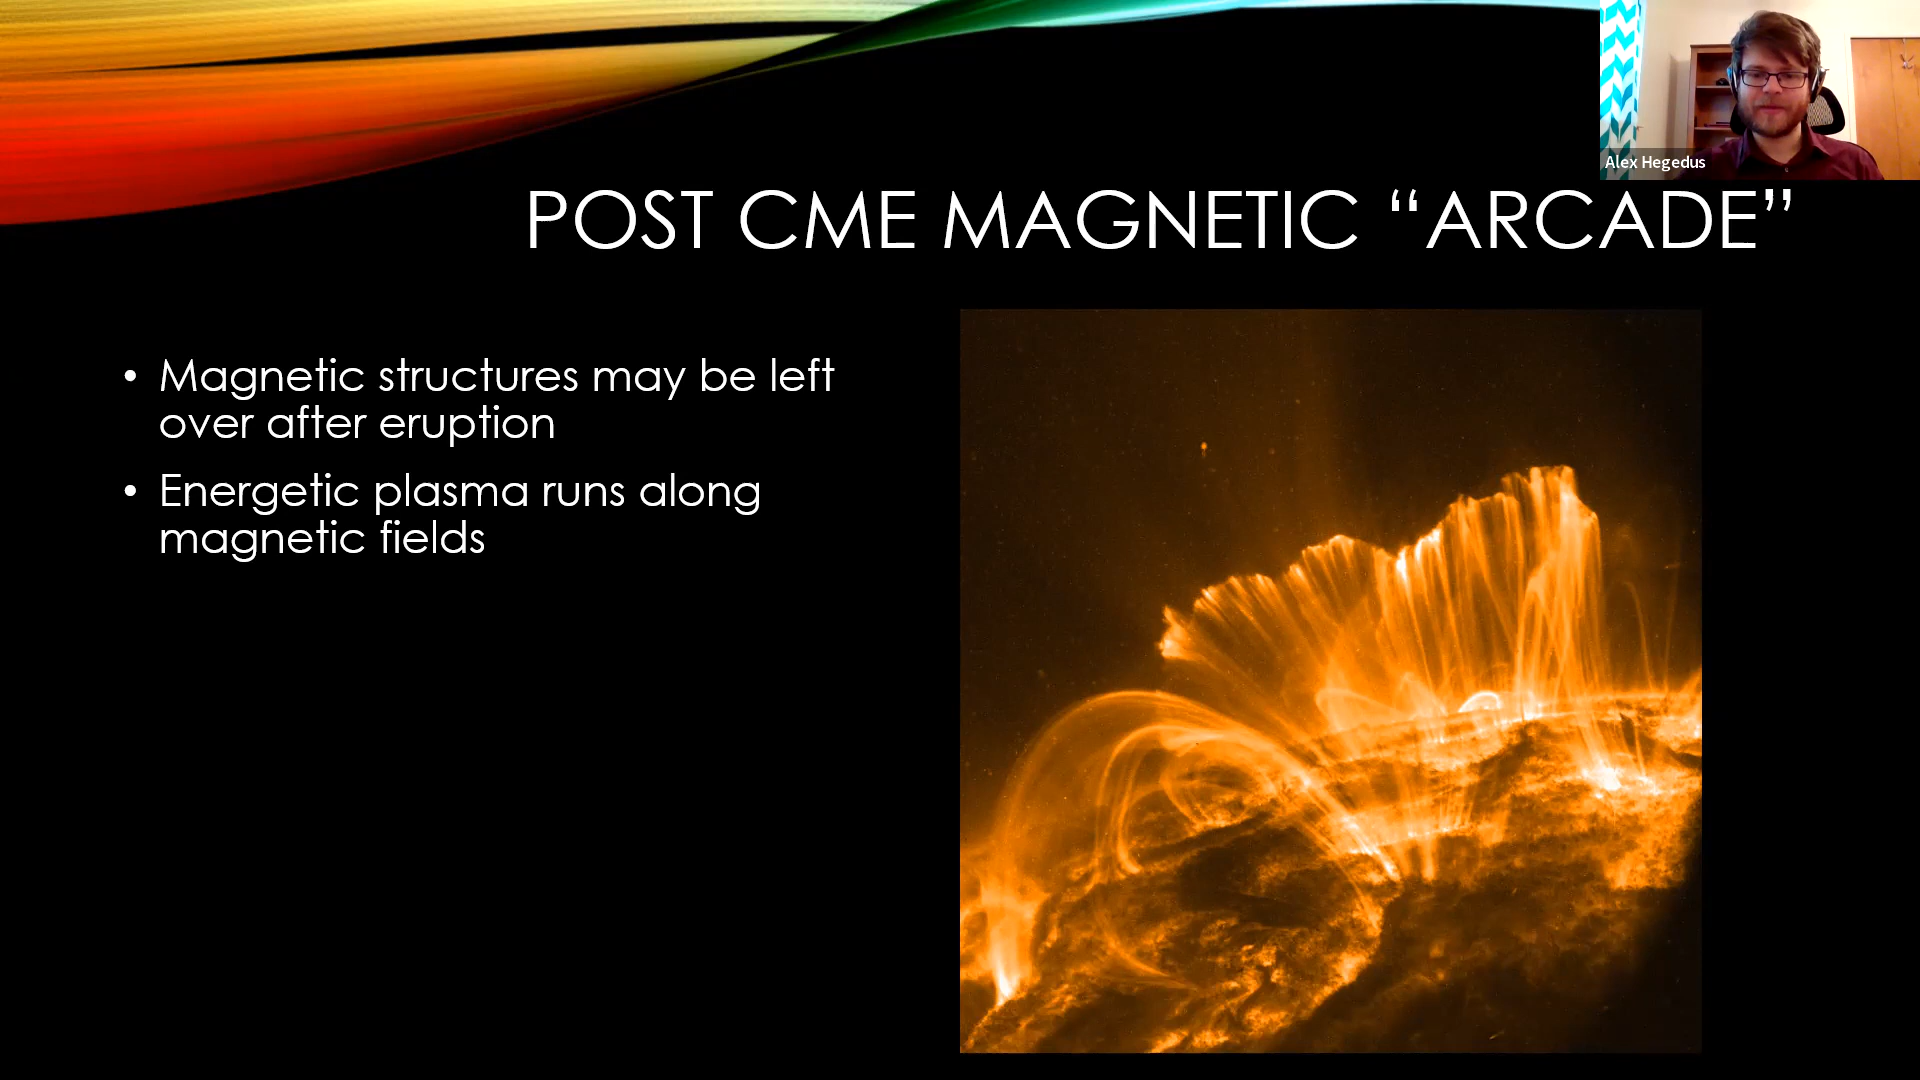 Alex Hegedus
POST CME MAGNETIC “ARCADE”
• Magnetic structures may be left
over after eruption
• Energetic plasma runs along
magnetic fields